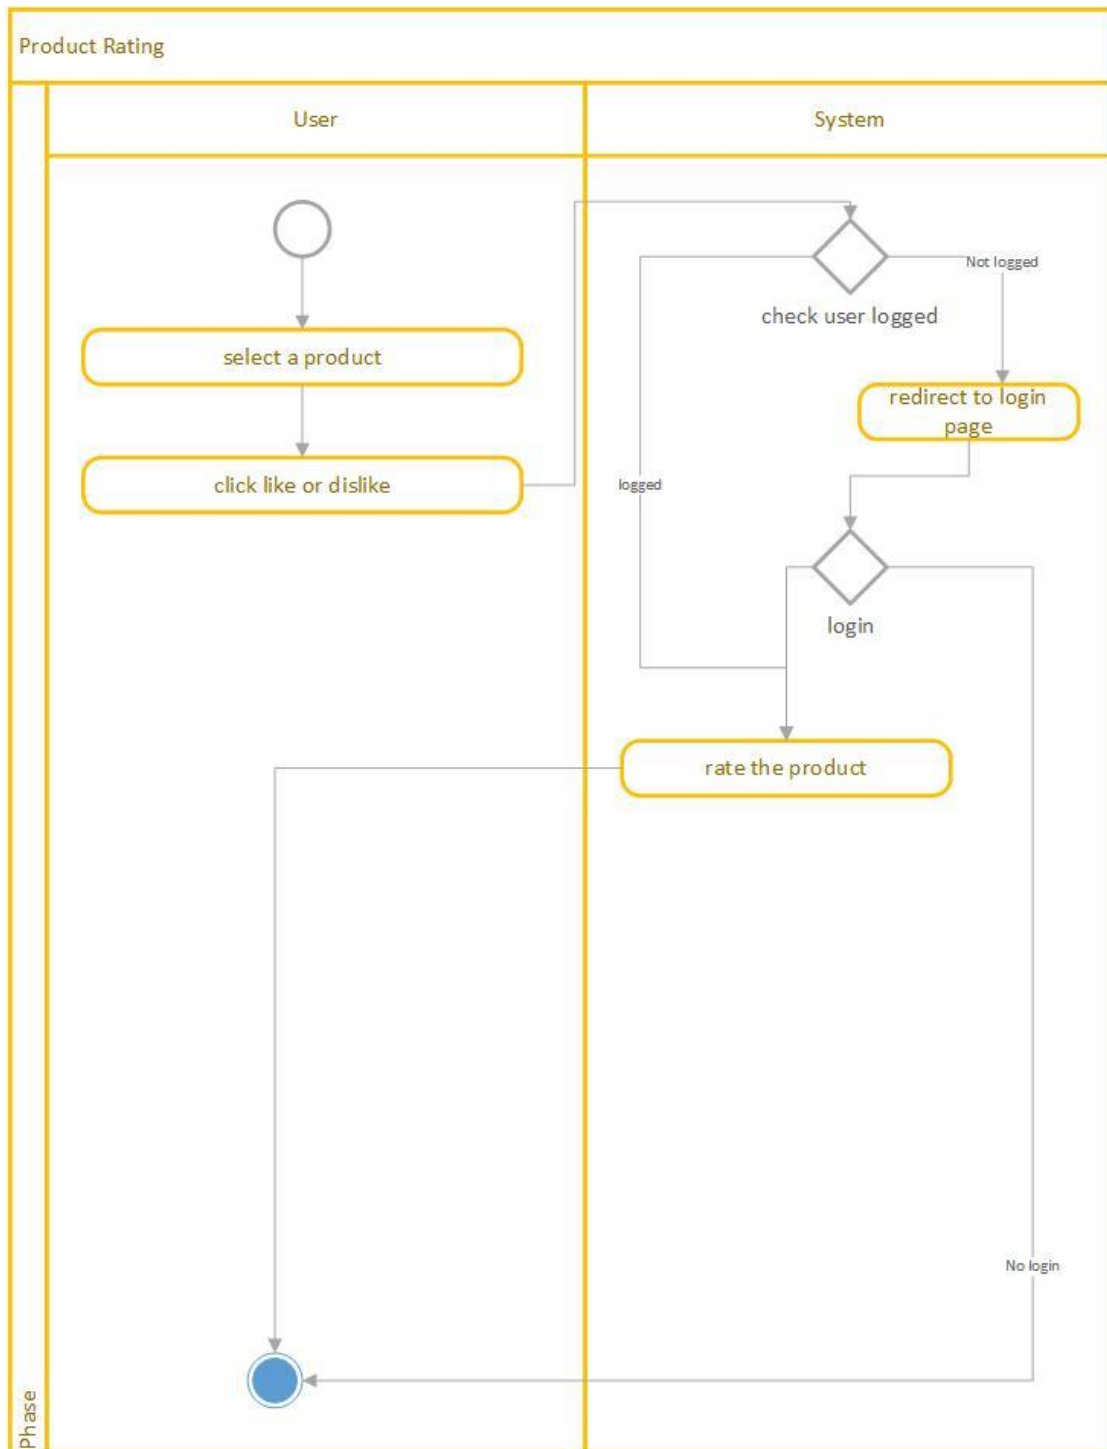 Product Rating
User
System
Not logged
check user logged
select a product
redirect to login
page
click like or dislike
logged
login
rate the product
No login
Phase